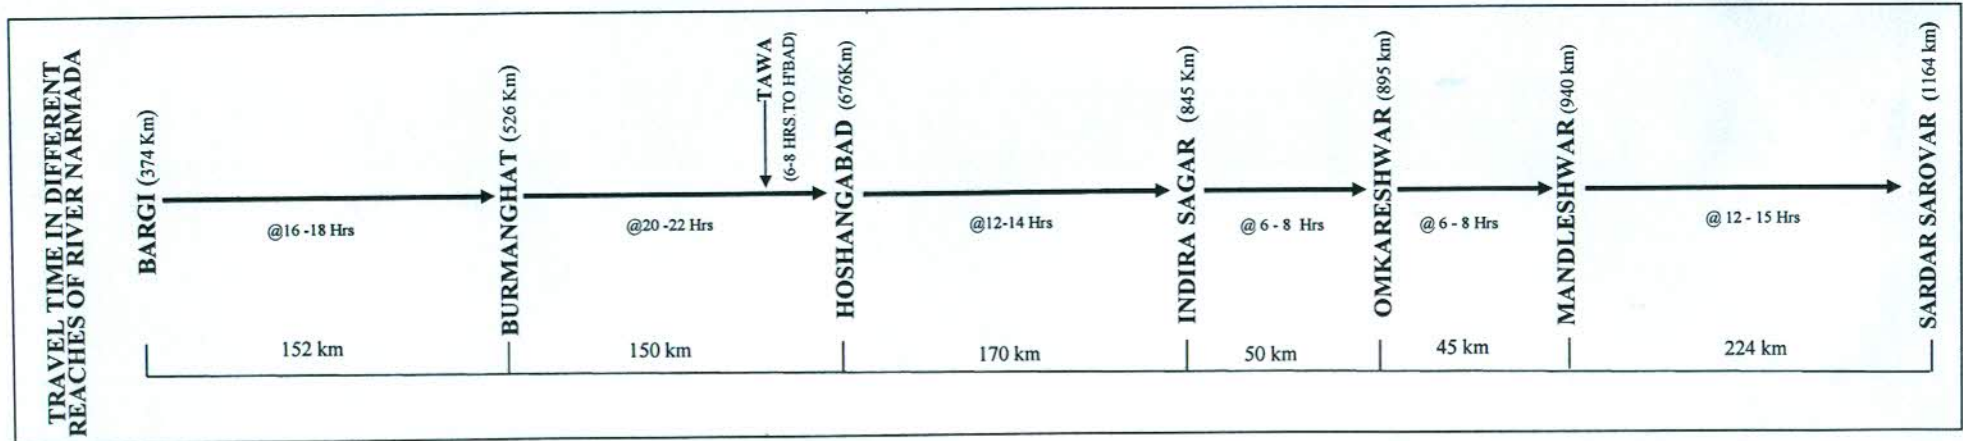 TRAVEL TIME IN DIFFERENT
REACHES OF RIVER NARMADA
BARGI (374 Km)
@16 -18 Hrs
BURMANGHAT (526 Km)
@20 -22 Hrs
TAWA
(6-8 HRS.TO H'BAD)
HOSHANGABAD (676Km)
@12-14 Hrs
INDIRA SAGAR (845 Km)
@ 6 - 8 Hrs
OMKARESHWAR (895 km)
@ 6 - 8 Hrs
MANDLESHWAR (940 km)
@ 12 - 15 Hrs
SARDAR SAROVAR (1164 km)
152 km
150 km
170 km
50 km
45 km
224 km